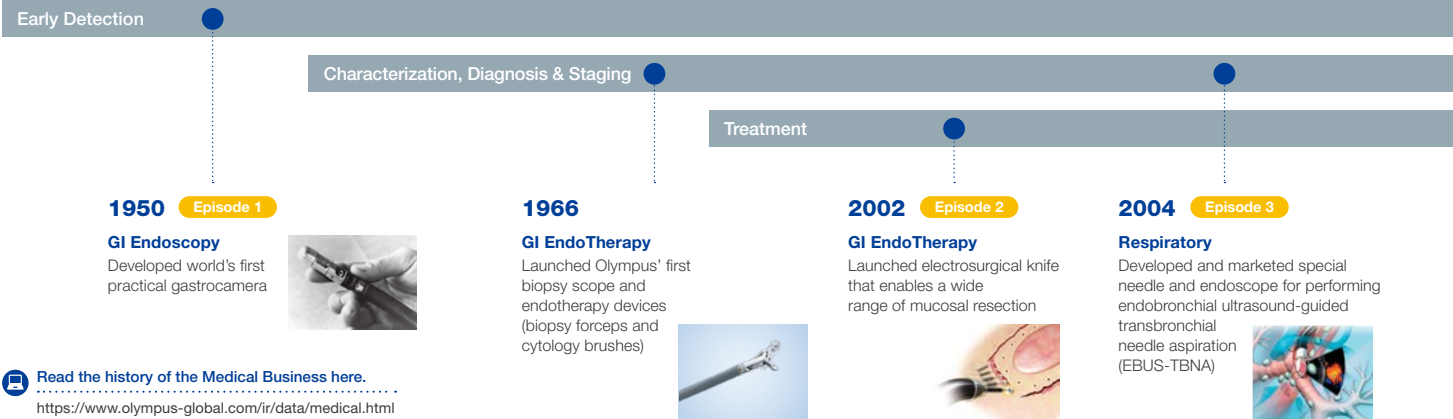 Early Detection
Characterization, Diagnosis & Staging
Treatment
1950 Episode 1
GI Endoscopy
Developed world's first
practical gastrocamera
1966
GI EndoTherapy
Launched Olympus' first
biopsy scope and
endotherapy devices
(biopsy forceps and
cytology brushes)
2002 Episode 2
GI EndoTherapy
Launched electrosurgical knife
that enables a wide
range of mucosal resection
2004 Episode 3
Respiratory
Developed and marketed special
needle and endoscope for performing
endobronchial ultrasound-guided
transbronchial
needle aspiration
(EBUS-TBNA)
Read the history of the Medical Business here.
https://www.olympus-global.com/ir/data/medical.html